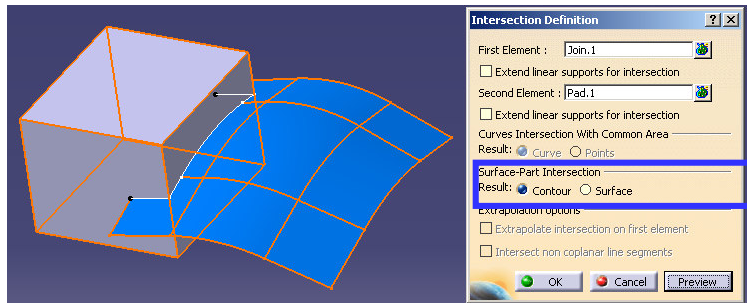 Intersection Definition
First Element : Join.1
Extend linear supports for intersection
Second Element : Pad.1
Extend linear supports for intersection
Curves Intersection With Common Area
Result: Curve Points
Surface-Part Intersection
Result: Contour Surface
Extrapolation options
Extrapolate intersection on first element
Intersect non coplanar line segments
OK Cancel Preview